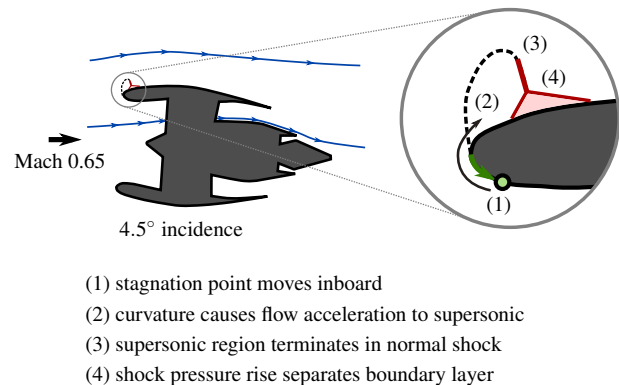 (3)
(4)
(2)
Mach 0.65
(1)
4.5° incidence
(1) stagnation point moves inboard
(2) curvature causes flow acceleration to supersonic
(3) supersonic region terminates in normal shock
(4) shock pressure rise separates boundary layer